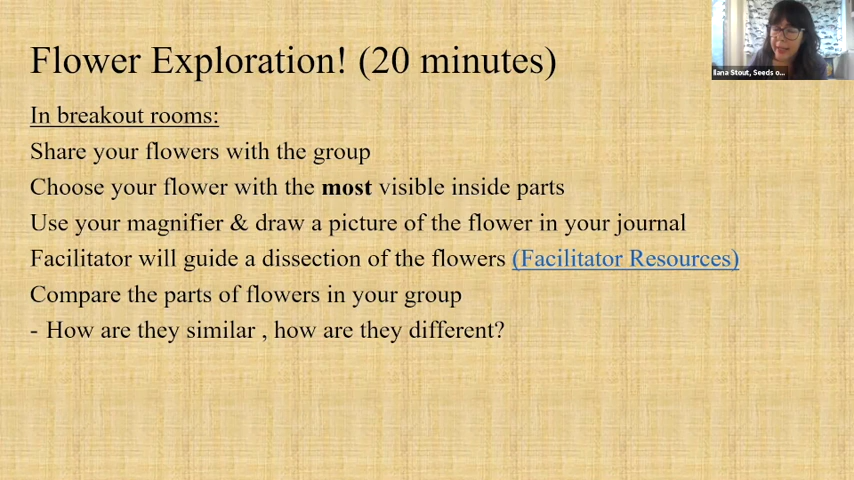 Flower Exploration! (20 minutes)
In breakout rooms:
Share your flowers with the group
Choose your flower with the most visible inside parts
Use your magnifier & draw a picture of the flower in your journal
Facilitator will guide a dissection of the flowers (Facilitator Resources)
Compare the parts of flowers in your group
- How are they similar , how are they different?
Ilana Stout, Seeds o...